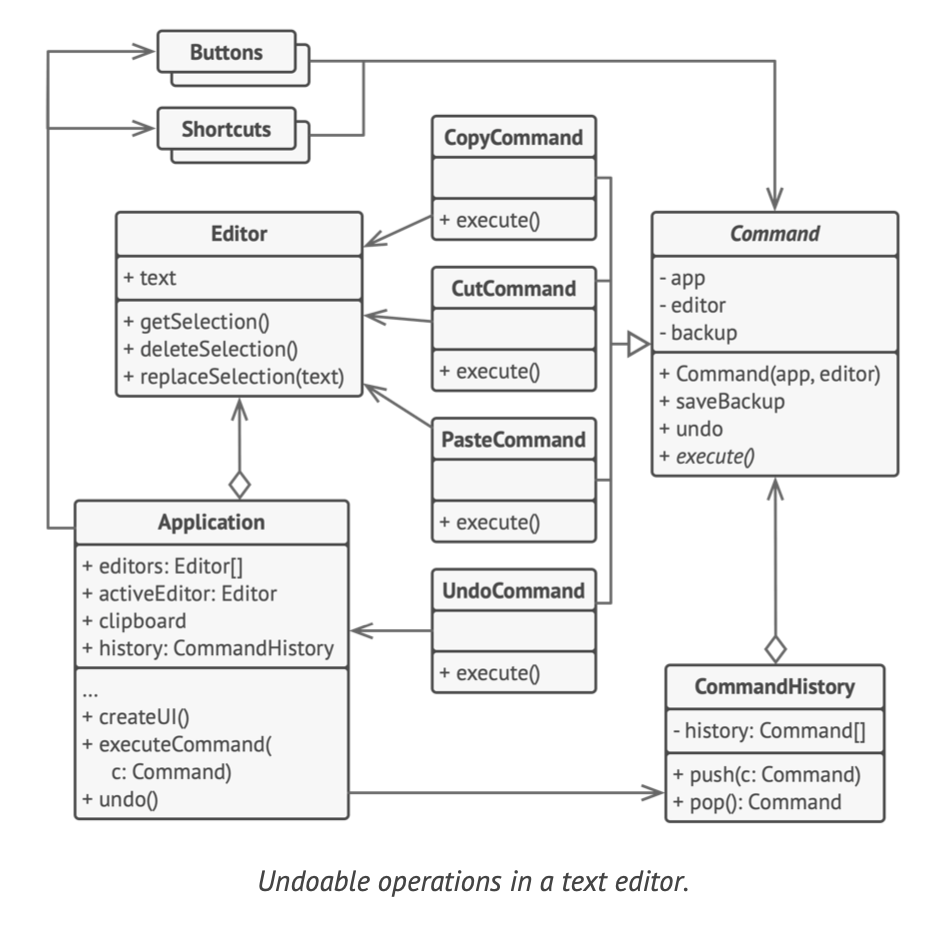 Buttons
Shortcuts
CopyCommand
+ execute()
Editor
+ text
+ getSelection()
+ deleteSelection()
+ replaceSelection(text)
CutCommand
+ execute()
Command
- app
- editor
- backup
+ Command(app, editor)
+ saveBackup
+ undo
+ execute()
PasteCommand
+ execute()
Application
+ editors: Editor[]
+ activeEditor: Editor
+ clipboard
+ history: CommandHistory
...
+ createUI()
+ executeCommand(
c: Command)
+ undo()
UndoCommand
+ execute()
CommandHistory
- history: Command[]
+ push(c: Command)
+ pop(): Command
Undoable operations in a text editor.